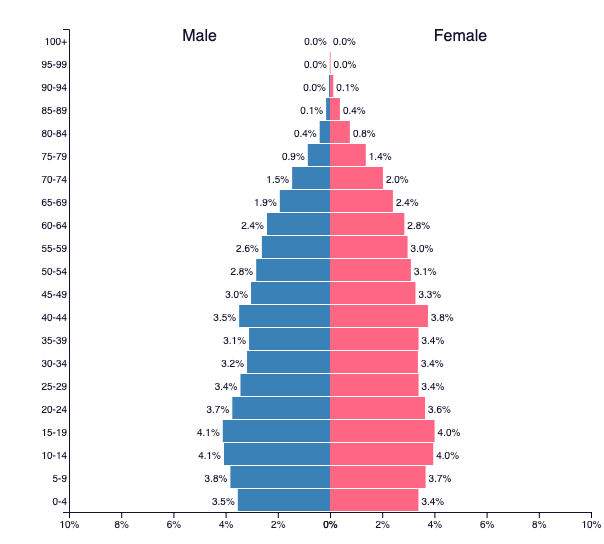 Male Female
100+ 0.0% 0.0%
95-99 0.0% 0.0%
90-94 0.0% 0.1%
85-89 0.1% 0.4%
80-84 0.4% 0.8%
75-79 0.9% 1.4%
70-74 1.5% 2.0%
65-69 1.9% 2.4%
60-64 2.4% 2.8%
55-59 2.6% 3.0%
50-54 2.8% 3.1%
45-49 3.0% 3.3%
40-44 3.5% 3.8%
35-39 3.1% 3.4%
30-34 3.2% 3.4%
25-29 3.4% 3.4%
20-24 3.7% 3.6%
15-19 4.1% 4.0%
10-14 4.1% 4.0%
5-9 3.8% 3.7%
0-4 3.5% 3.4%
10% 8% 6% 4% 2% 0% 2% 4% 6% 8% 10%